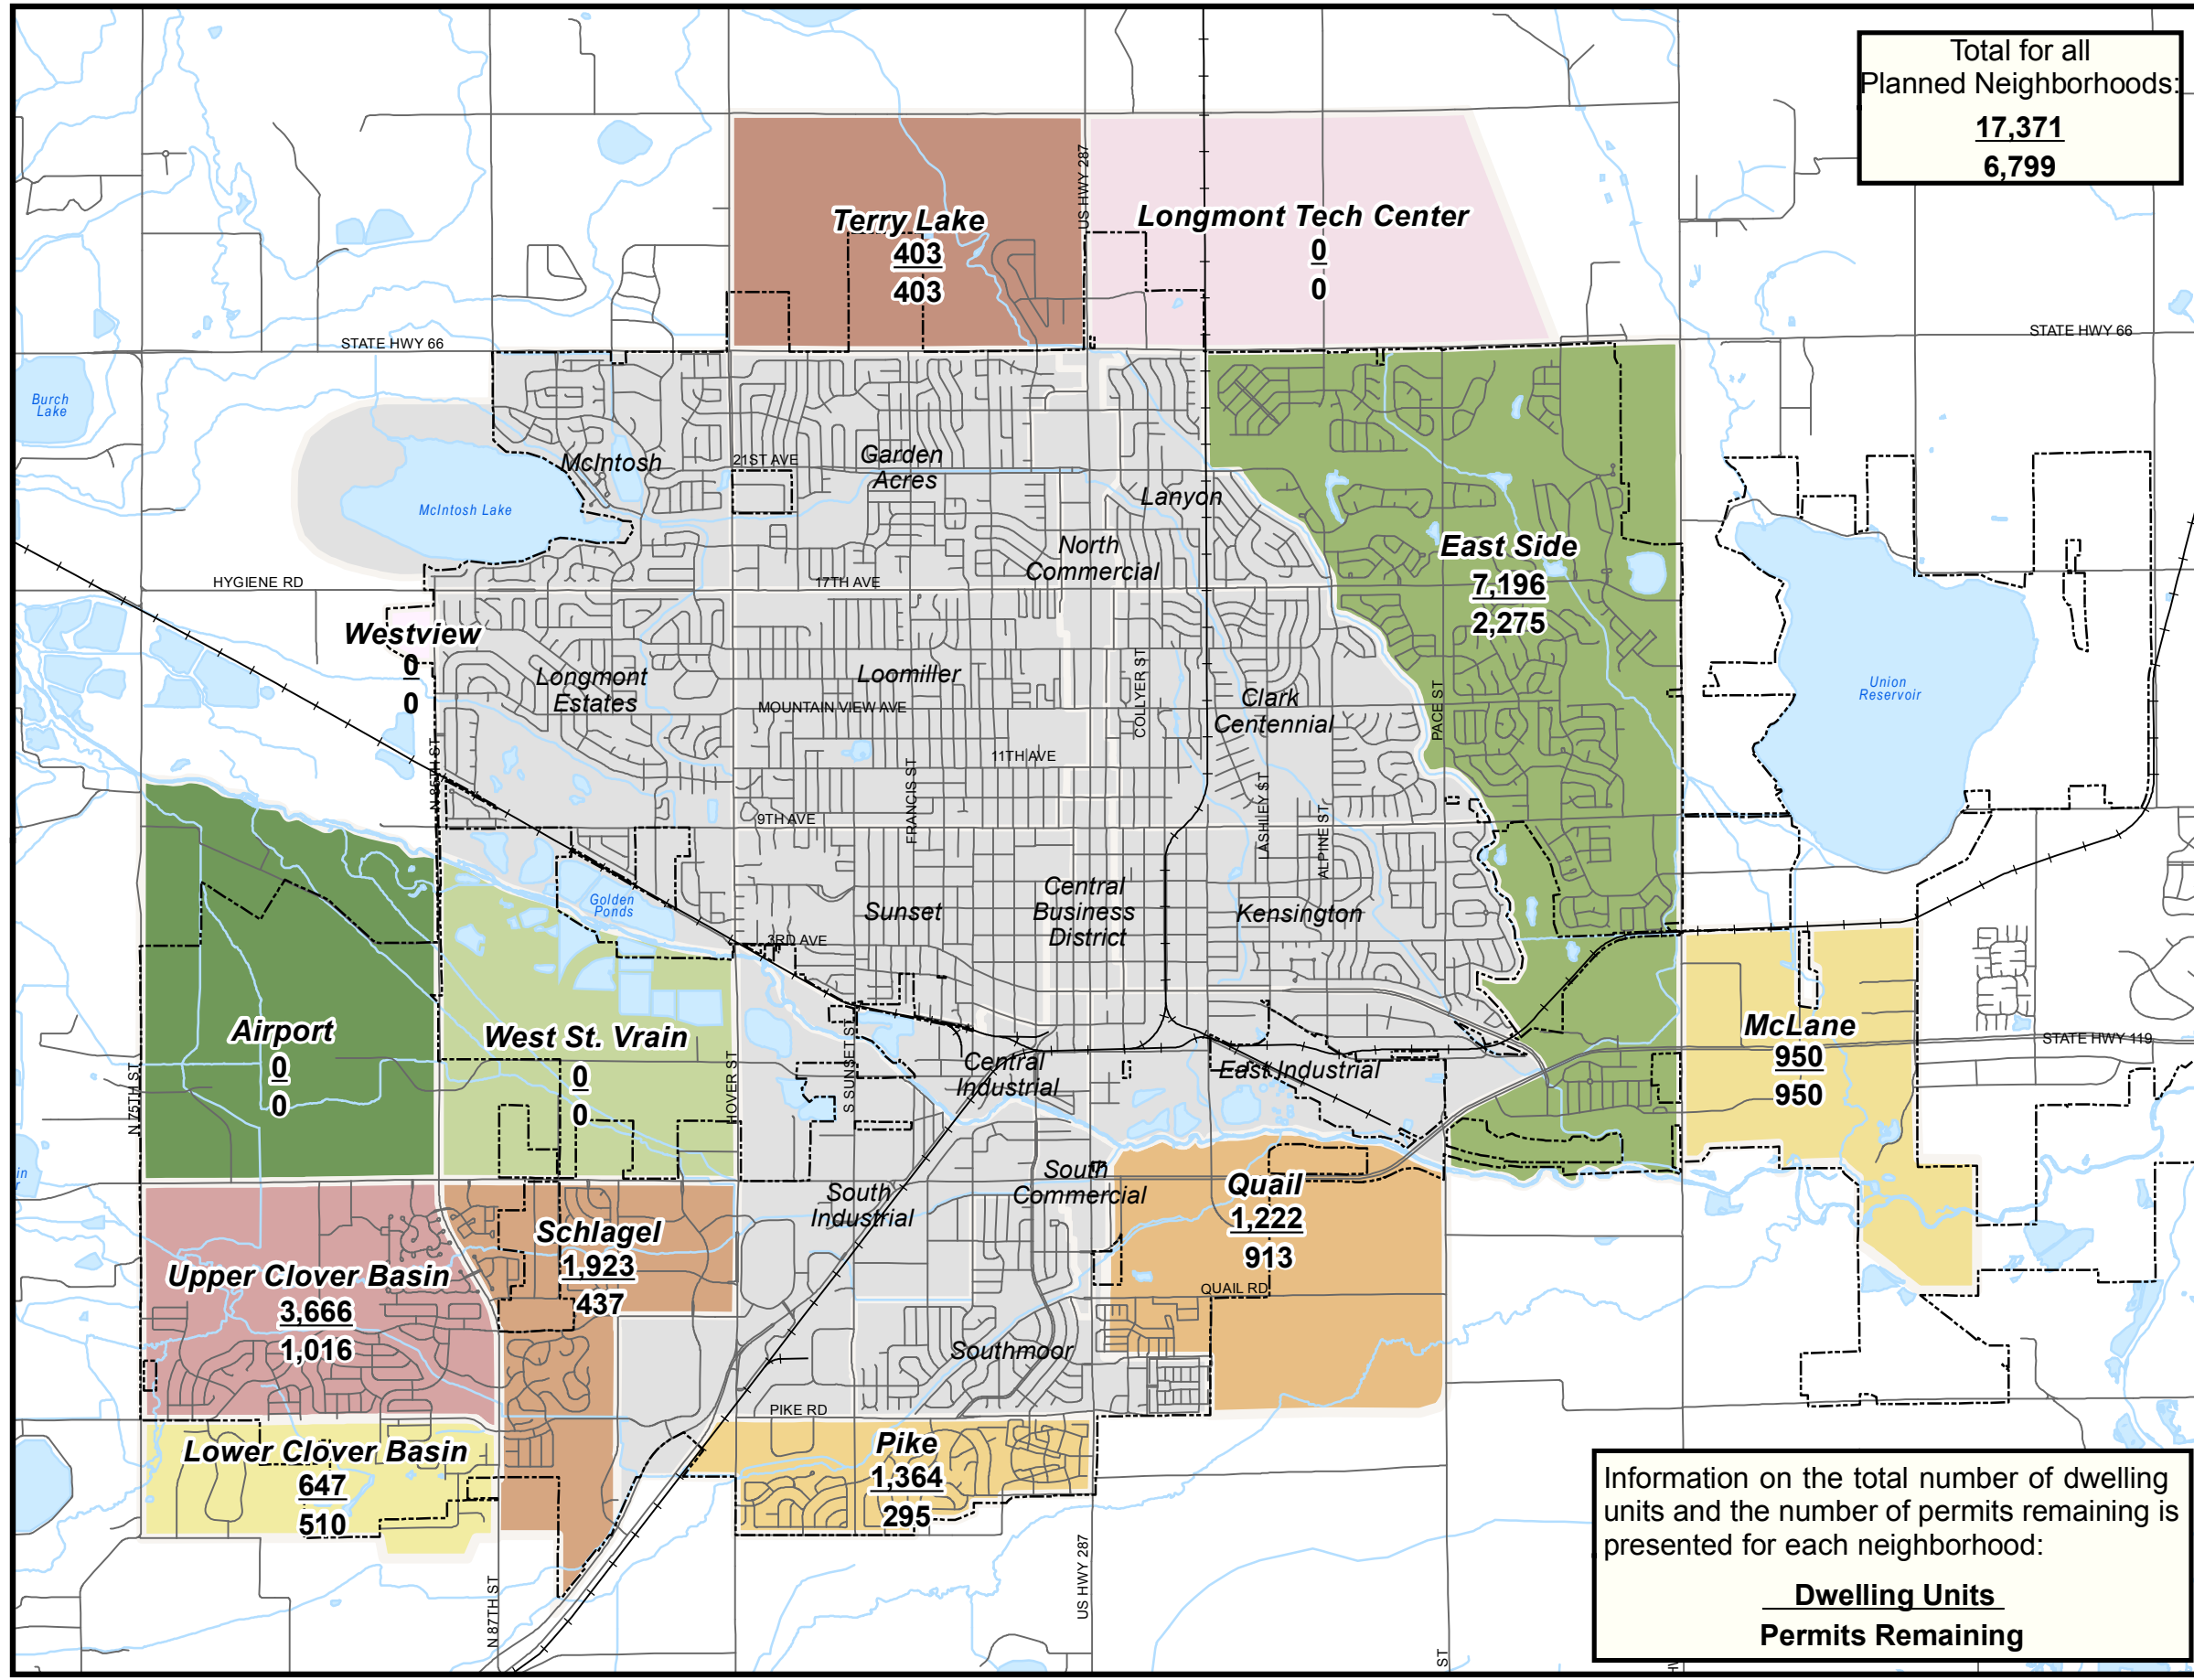 Total for all
Planned Neighborhoods:
17,371
6,799
US HWY 287
Terry Lake
403
403
Longmont Tech Center
0
0
STATE HWY 66
STATE HWY 66
Burch
Lake
McIntosh
21ST AVE
Garden
Acres
Lanyon
McIntosh Lake
North
Commercial
East Side
7,196
2,275
HYGIENE RD
17TH AVE
Westview
0
0
Longmont
Estates
Loomiller
COLLYER ST
Clark
Centennial
PACE ST
Union
Reservoir
MOUNTAIN VIEW AVE
11TH AVE
N 85TH ST
FRANCIS ST
LASHLEY ST
ALPINE ST
9TH AVE
Golden
Ponds
Sunset
Central
Business
District
Kensington
3RD AVE
Airport
0
0
West St. Vrain
0
0
S SUNSET ST
McLane
950
950
STATE HWY 119
Central
Industrial
East Industrial
N 75TH ST
HOVER ST
South
Commercial
South
Industrial
Quail
1,222
913
QUAIL RD
Schlagel
1,923
437
Upper Clover Basin
3,666
1,016
Southmoor
PIKE RD
Lower Clover Basin
647
510
Pike
1,364
295
N 87TH ST
US HWY 287
ST
Information on the total number of dwelling
units and the number of permits remaining is
presented for each neighborhood:
Dwelling Units
Permits Remaining